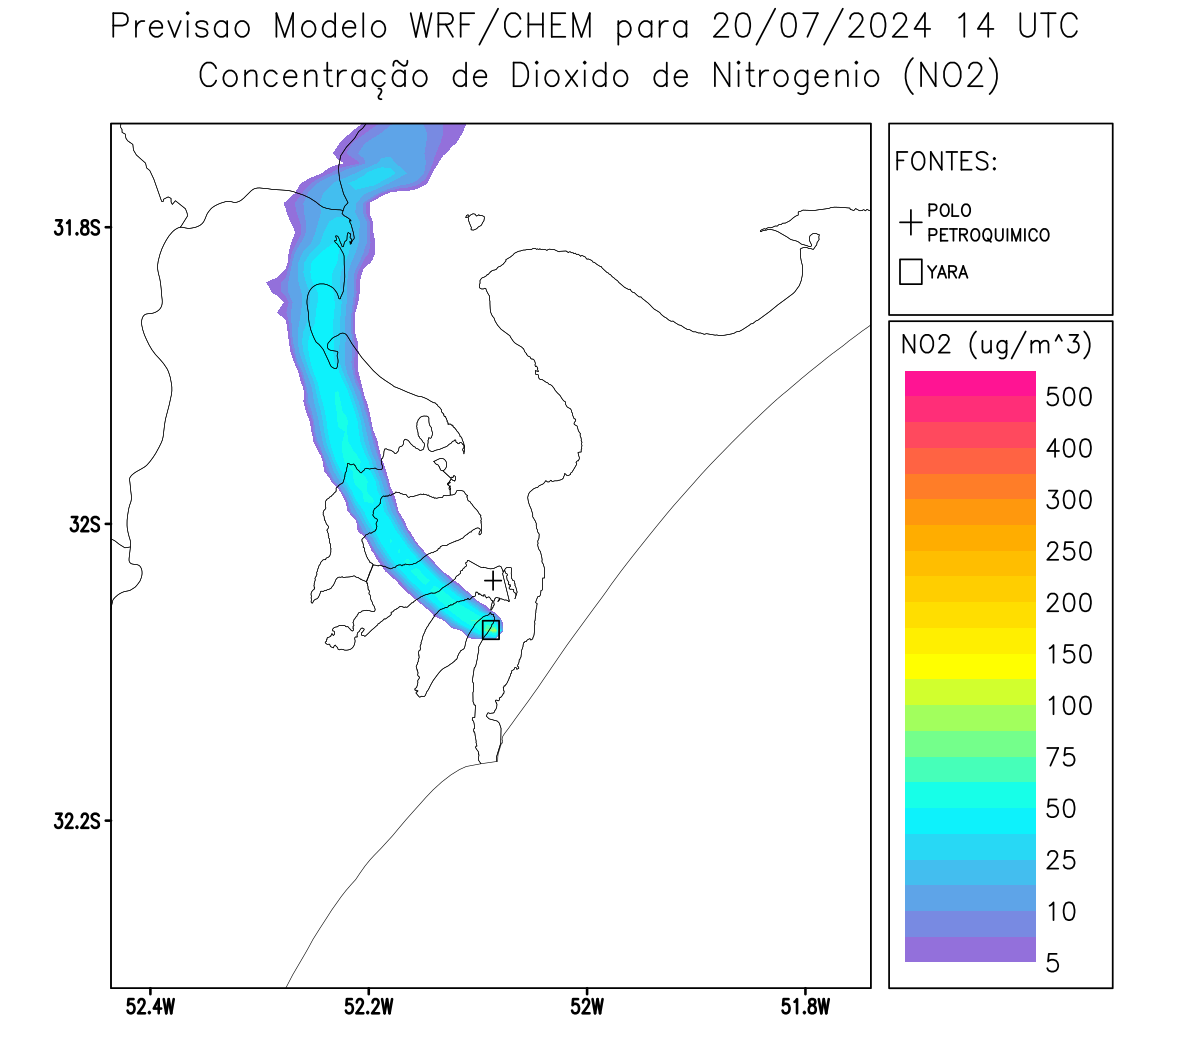 Previsao Modelo WRF/CHEM para 20/07/2024 14 UTC
Concentração de Dioxido de Nitrogenio (NO2)
FONTES:
POLO
PETROQUIMICO
YARA
31.8S
32S
32.2S
52.4W
52.2W
52W
51.8W
NO2 (ug/m^3)
500
400
300
250
200
150
100
75
50
25
10
5